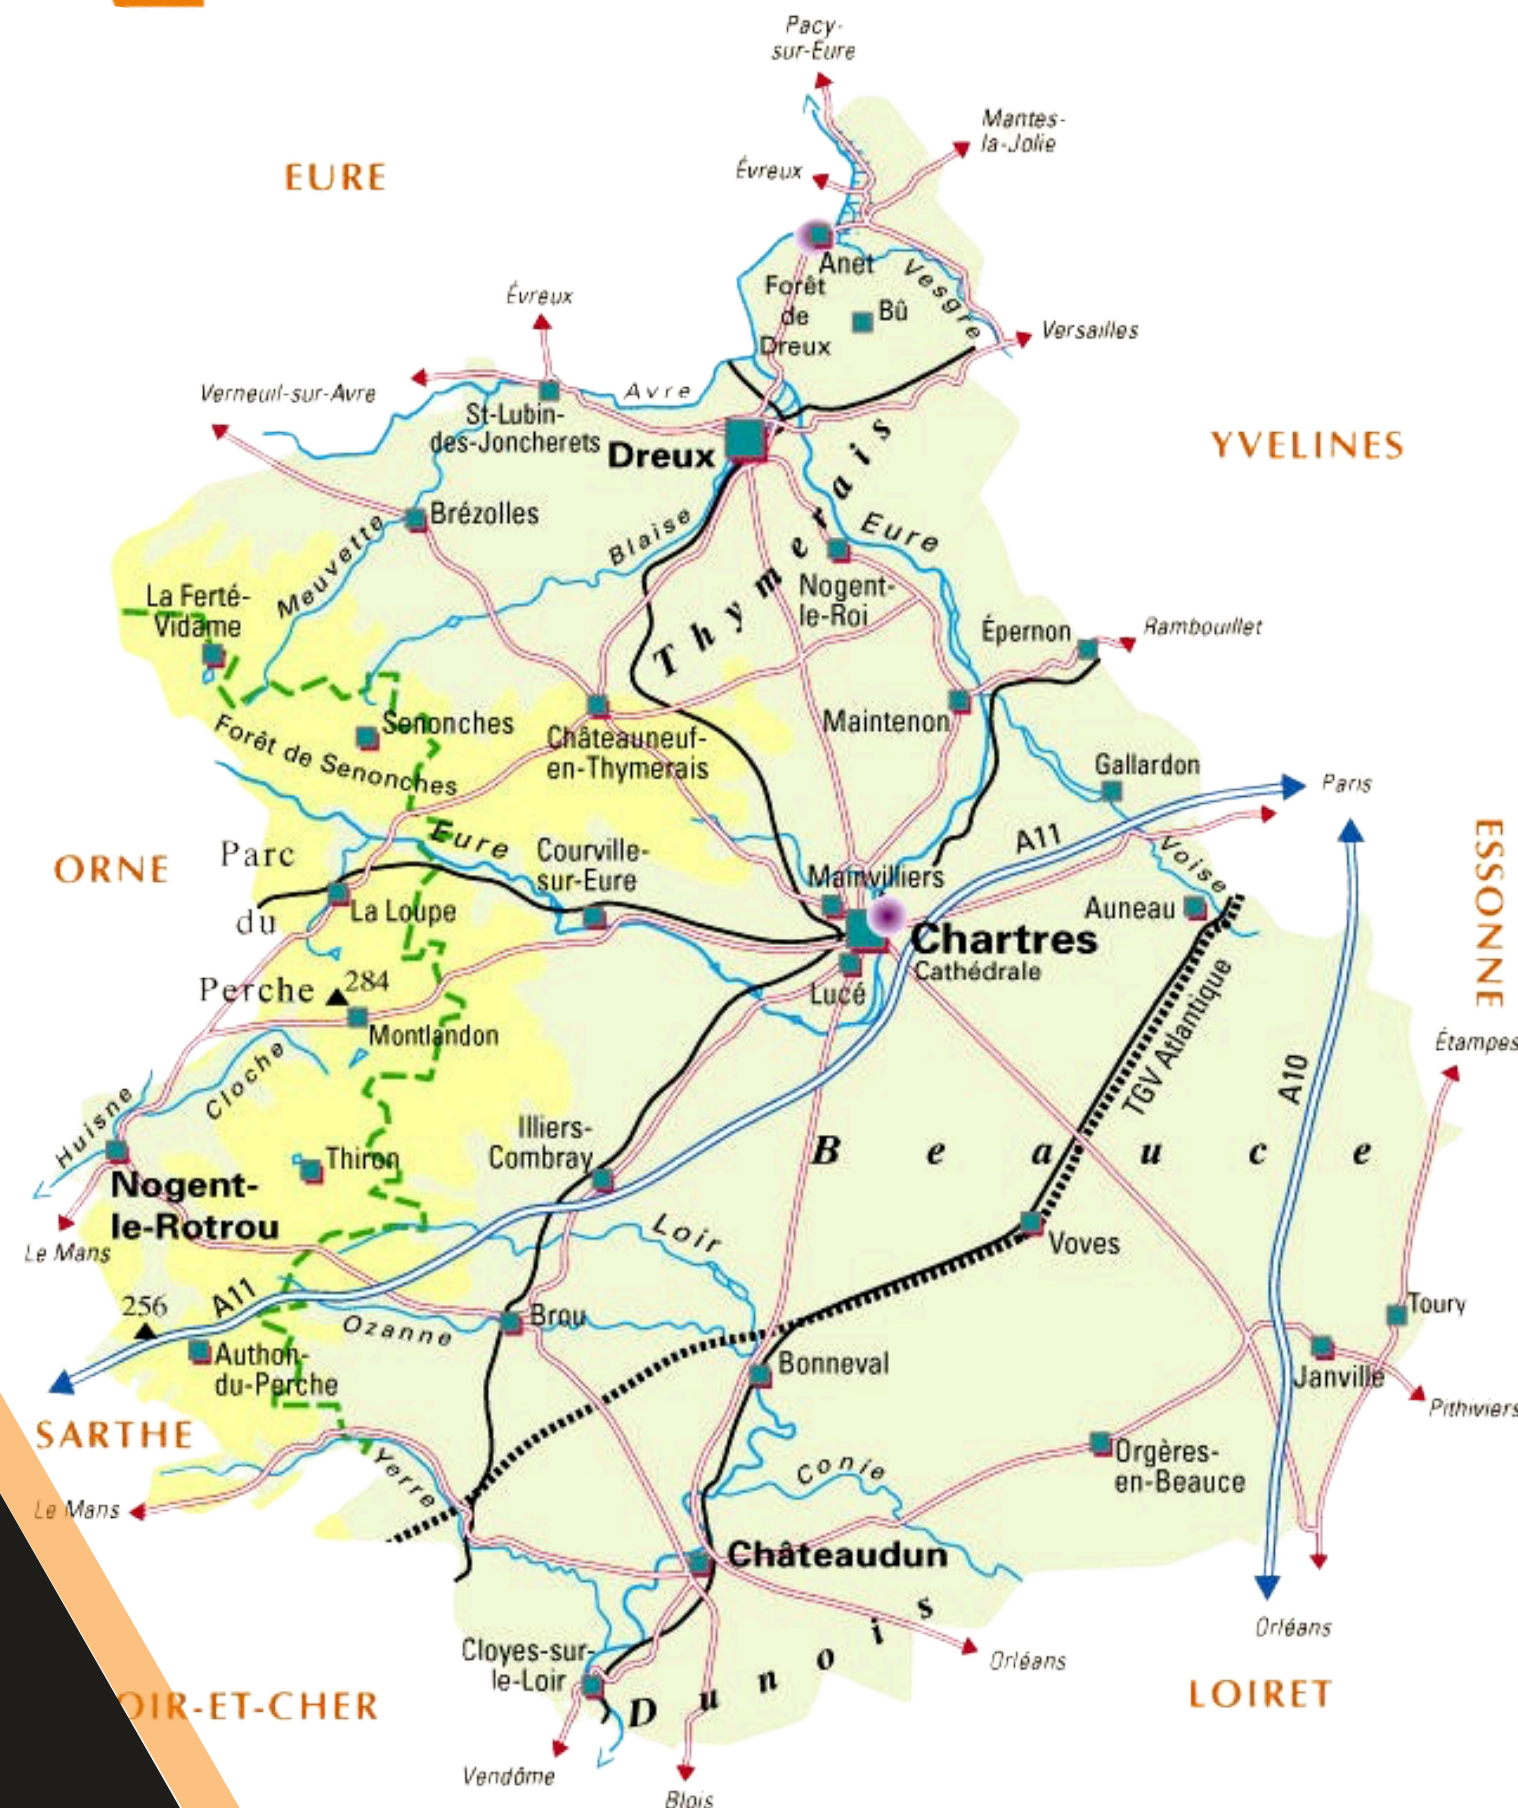 Pacy-
sur-Eure
Mantes-
la-Jolie
Évreux
EURE
Anet
Vesgre
Forêt
de
Dreux
Bû
Évreux
Versailles
Verneuil-sur-Avre
Avre
St-Lubin-
des-Joncherets
Dreux
YVELINES
Thymerais
Brézolles
Blaise
Eure
Meuvette
Nogent-
le-Roi
La Ferté-
Vidame
Épernon
Rambouillet
Senonches
Maintenon
Forêt de Senonches
Châteauneuf-
en-Thymerais
Gallardon
Paris
A11
ESSONNE
ORNE
Parc
du
Perche
Eure
Courville-
sur-Eure
Mainvilliers
Voise
La Loupe
Auneau
Chartres
Cathédrale
284
Lucé
Montlandon
TGV Atlantique
Étampes
Cloche
A10
Huisne
Illiers-
Combray
Beauce
Thiron
Nogent-
le-Rotrou
Loir
Voves
Le Mans
256
A11
Brou
Ozanne
Toury
Authon-
du-Perche
Bonneval
Janville
Pithiviers
SARTHE
Yerre
Conie
Orgères-
en-Beauce
Le Mans
Châteaudun
Orléans
Cloyes-sur-
le-Loir
Dunois
Orléans
OIR-ET-CHER
LOIRET
Vendôme
Blois